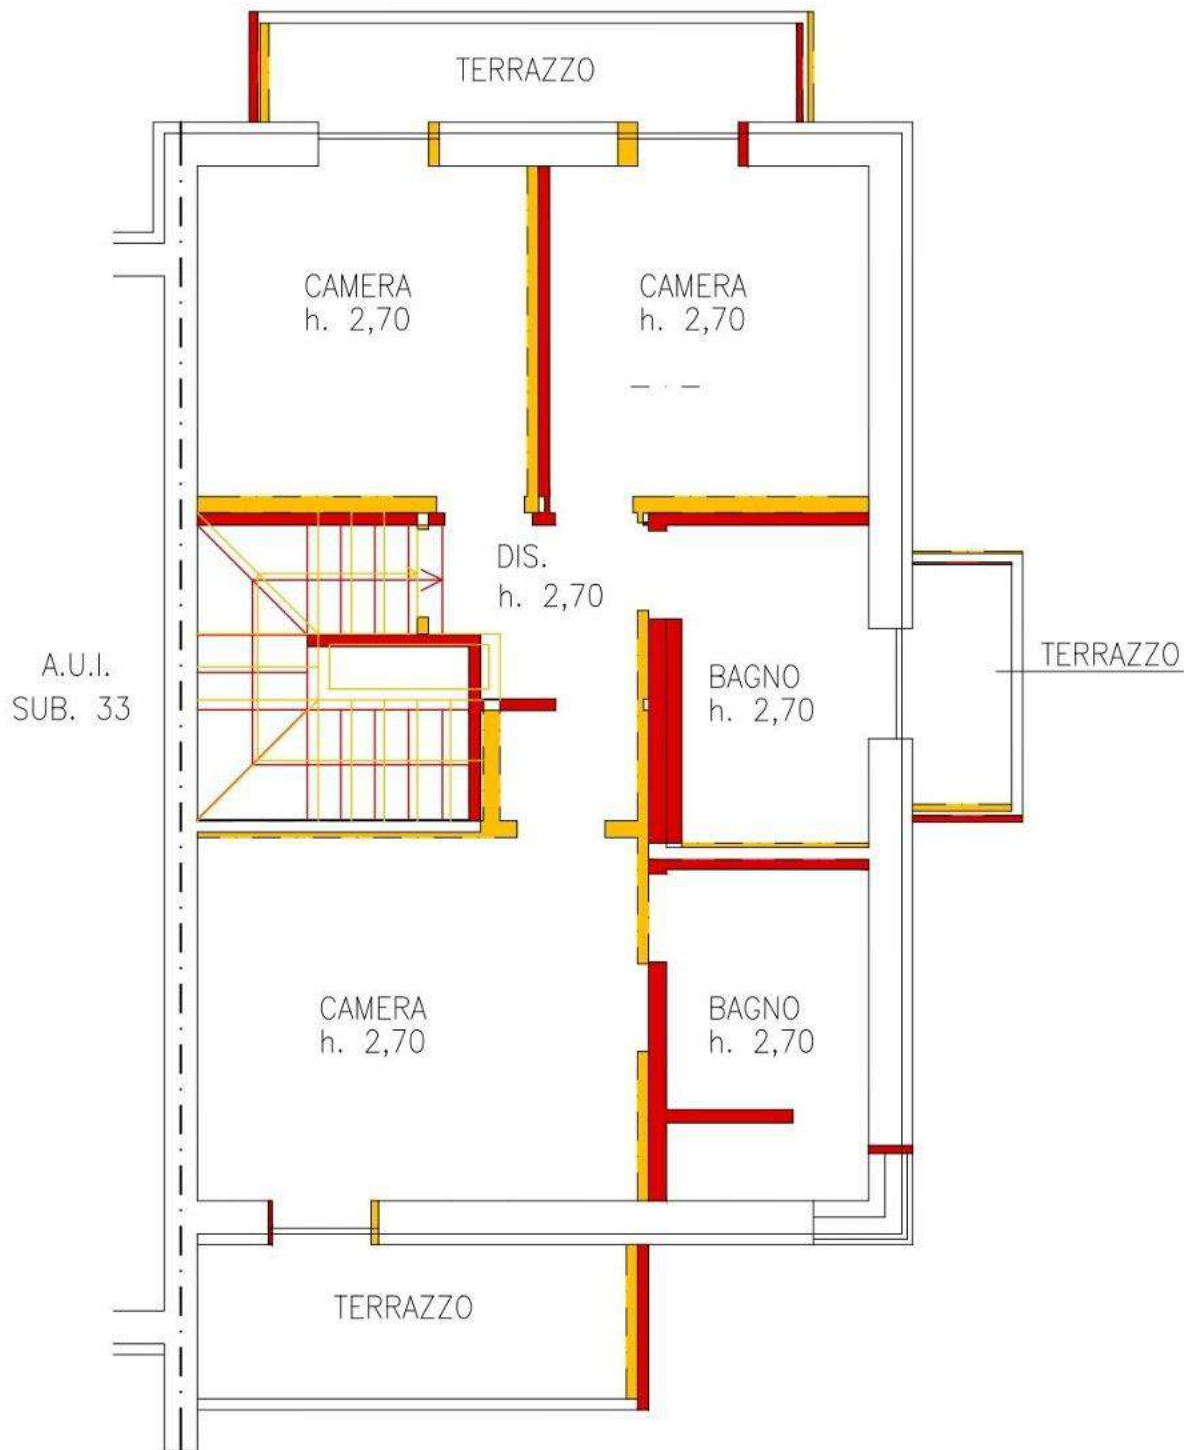 TERRAZZO
CAMERA
h. 2,70
CAMERA
h. 2,70
DIS.
h. 2,70
A.U.I.
SUB. 33
BAGNO
h. 2,70
TERRAZZO
CAMERA
h. 2,70
BAGNO
h. 2,70
TERRAZZO